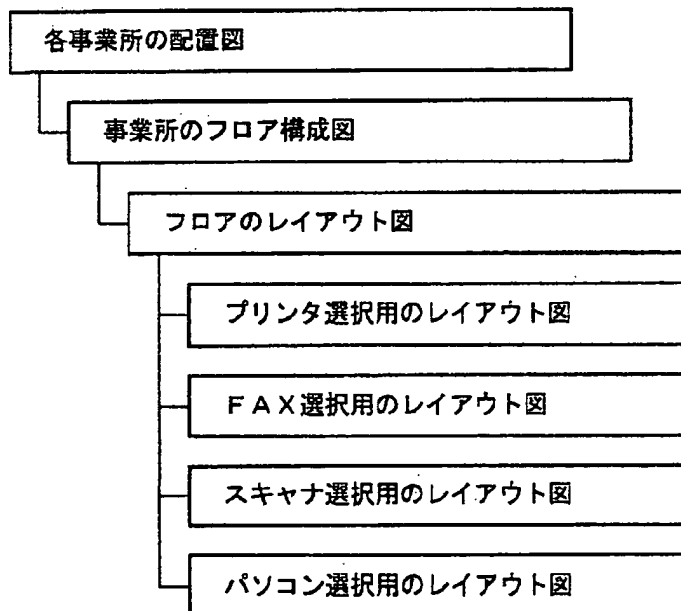 各事業所の配置図
事業所のフロア構成図
フロアのレイアウト図
プリンタ選択用のレイアウト図
ＦＡＸ選択用のレイアウト図
スキャナ選択用のレイアウト図
パソコン選択用のレイアウト図